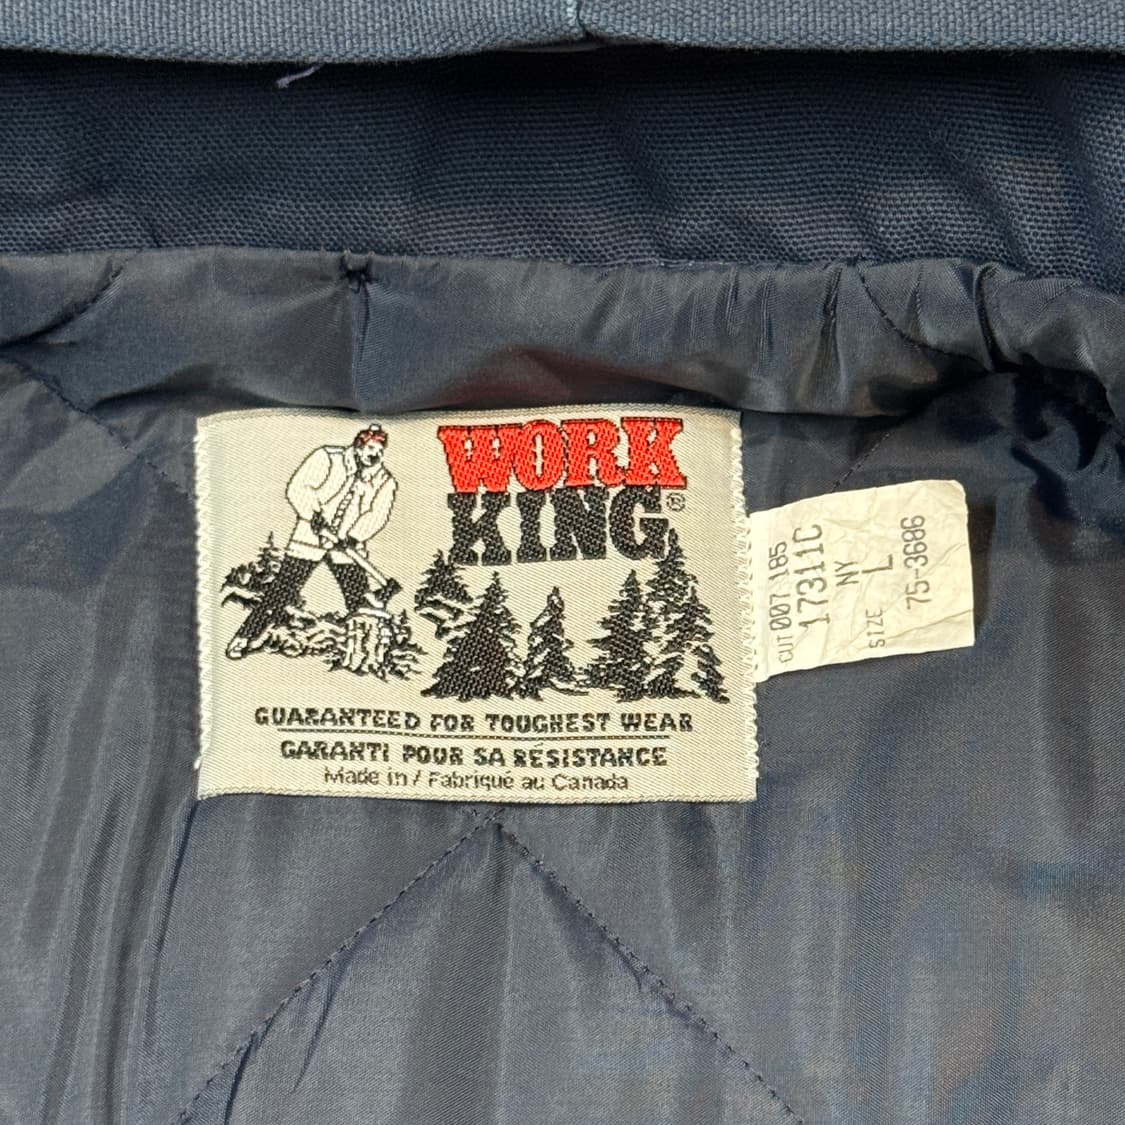 WORK
KING®
GUARANTEED FOR TOUGHEST WEAR
GARANTI POUR SA RÉSISTANCE
Made in / Fabriqué au Canada
CUT 007 185
17311C
NY
SIZE L
75-3686